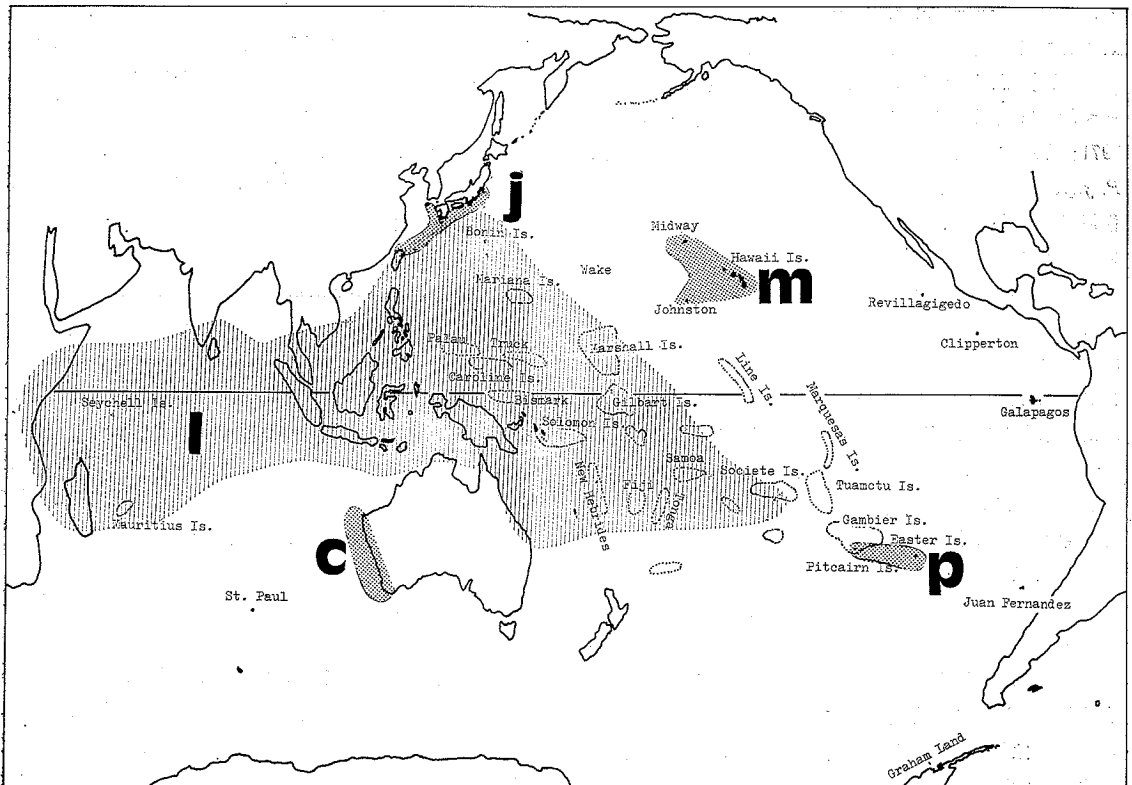 j
Bonin Is.
Midway
Hawaii Is.
m
Wake
Mariana Is.
Johnston
Revillagigedo
Clipperton
Palau
Truck
Marshall Is.
Line Is.
Caroline Is.
Marquesas Is.
Seychell Is.
Bismark
Gilbart Is.
Galapagos
l
Solomon Is.
Samoa
Societe Is.
New Hebrides
Fiji
Tonga
Tuamotu Is.
Mauritius Is.
Gambier Is.
Easter Is.
c
p
Pitcairn Is.
St. Paul
Juan Fernandez
Graham Land